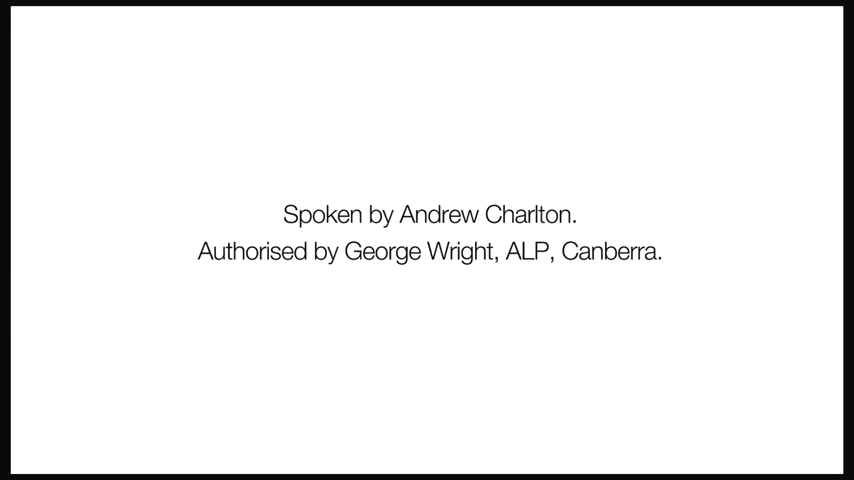 Spoken by Andrew Charlton.
Authorised by George Wright, ALP, Canberra.